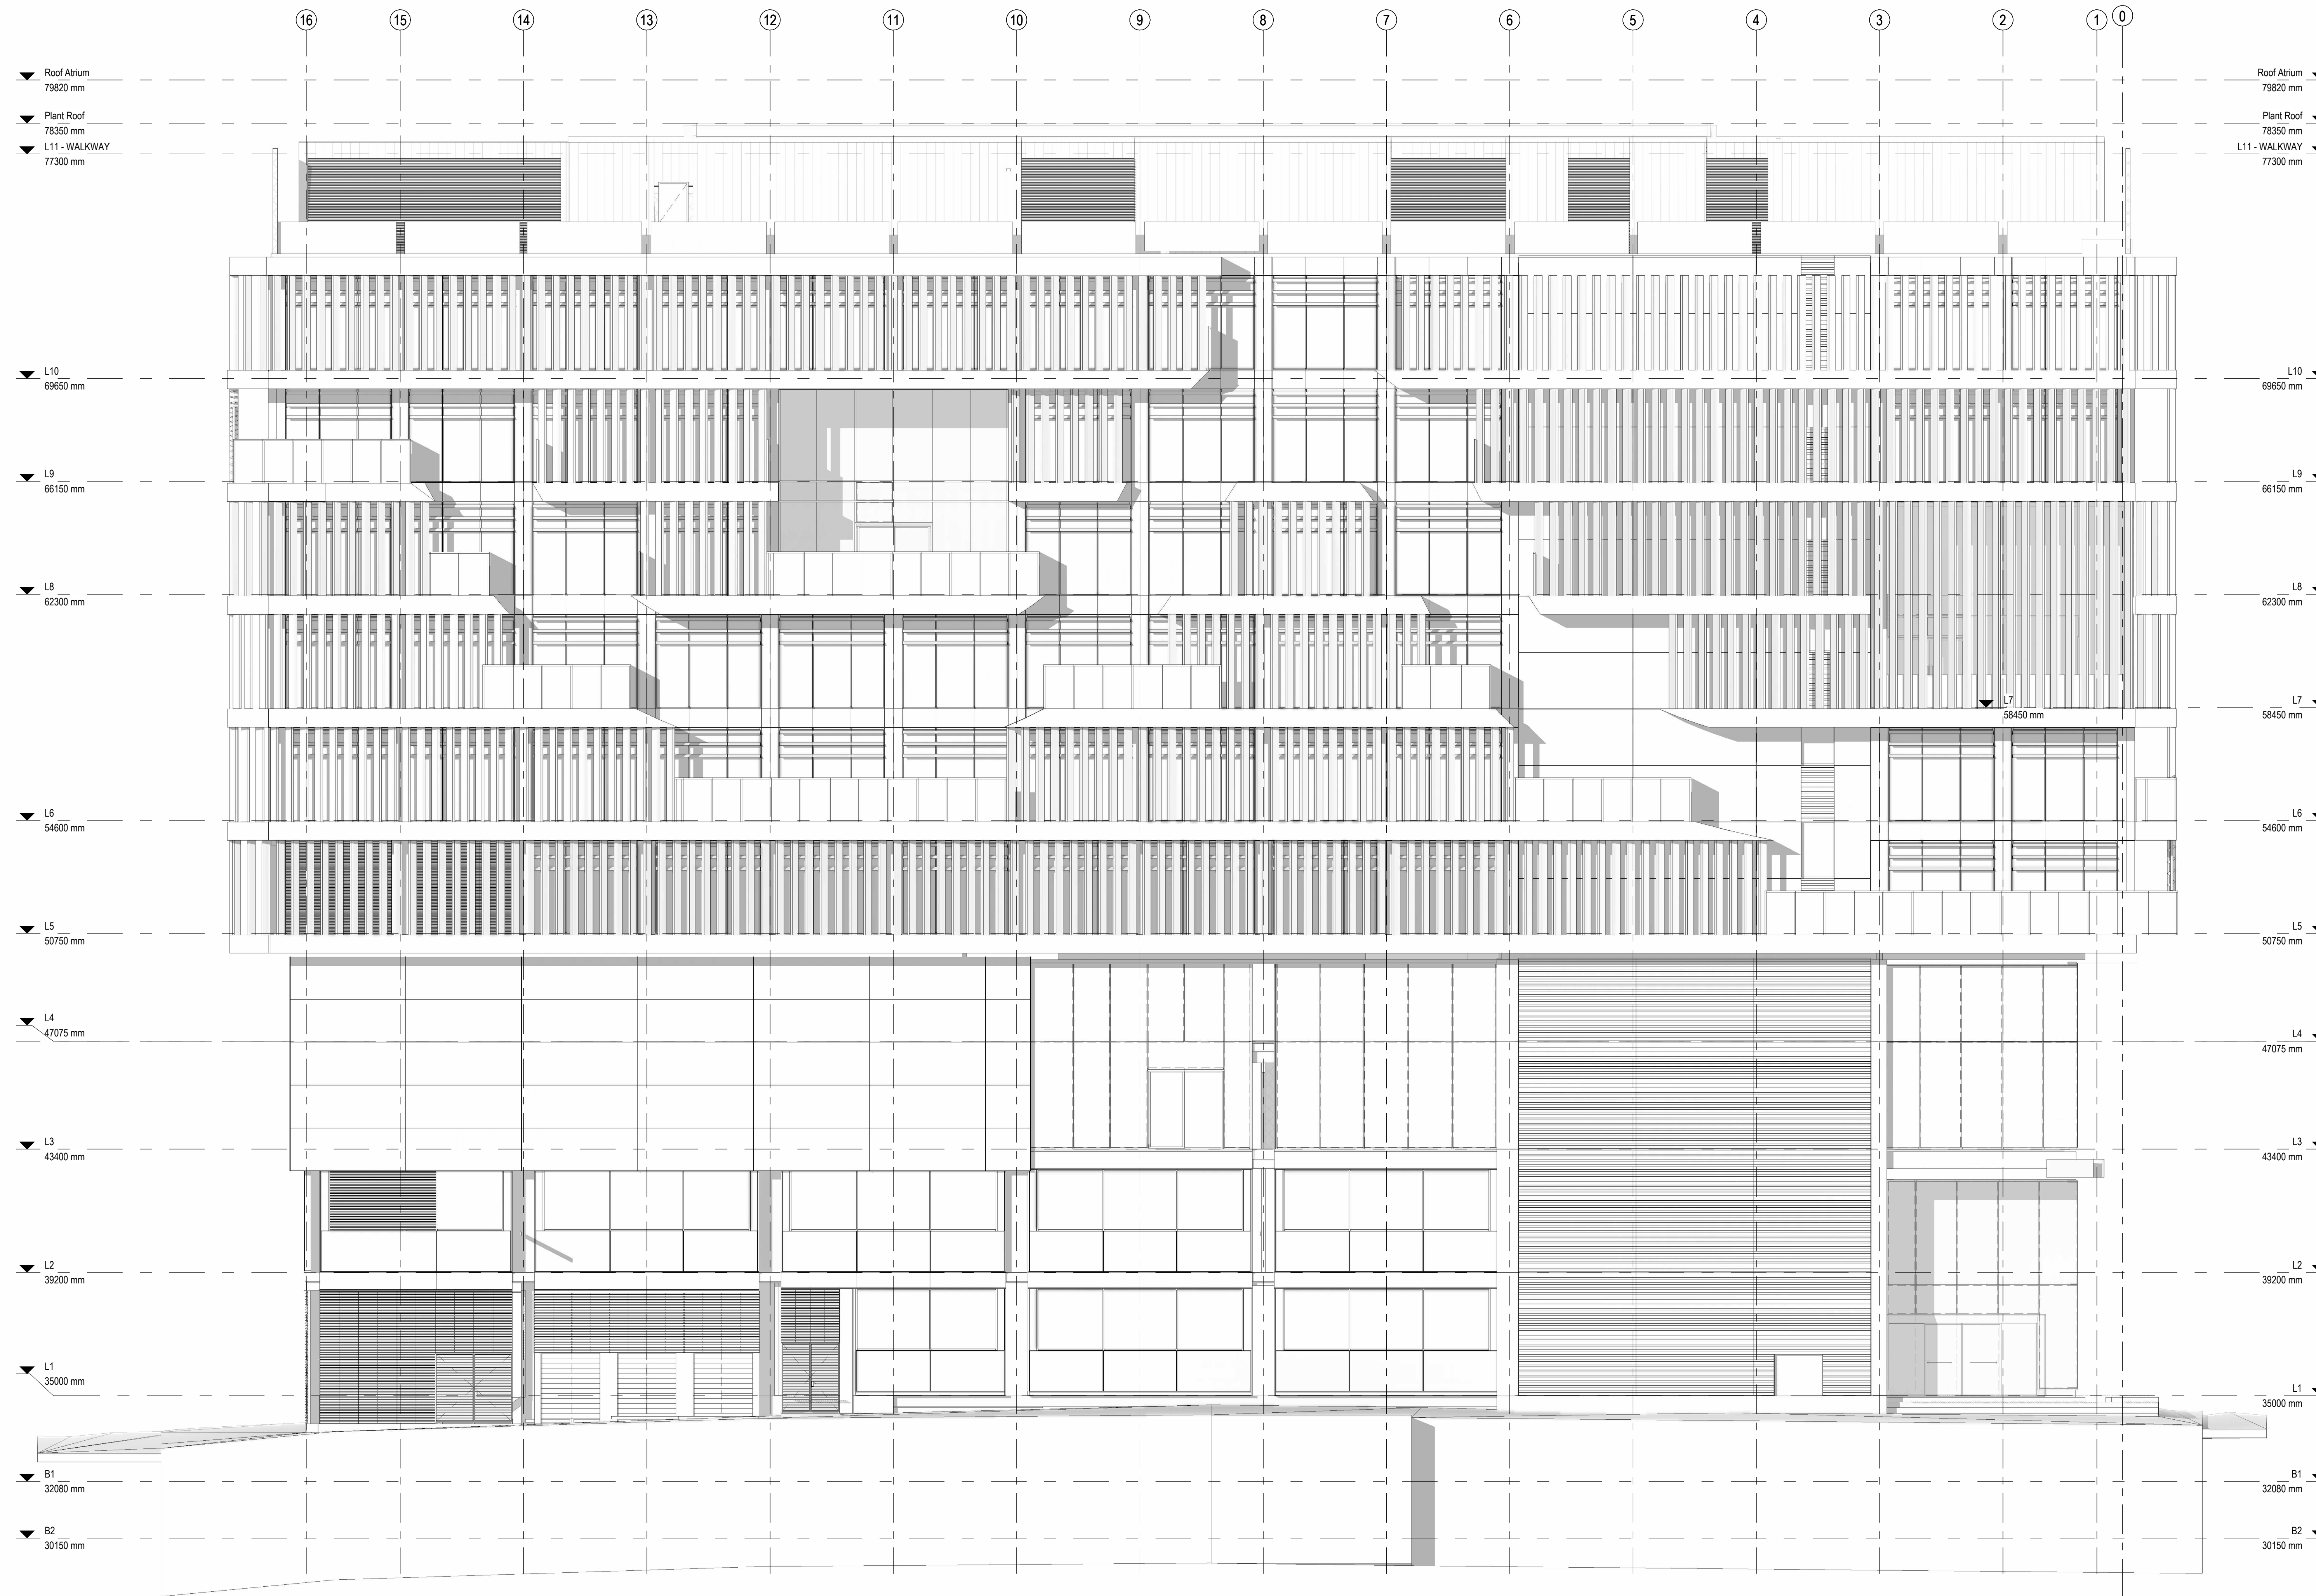 16 15 14 13 12 11 10 9 8 7 6 5 4 3 2 1 0
Roof Atrium Roof Atrium
79820 mm 79820 mm
Plant Roof Plant Roof
78350 mm 78350 mm
L11 - WALKWAY L11 - WALKWAY
77300 mm 77300 mm
L10 L10
69650 mm 69650 mm
L9 L9
66150 mm 66150 mm
L8 L8
62300 mm 62300 mm
L7 L7
58450 mm 58450 mm
L6 L6
54600 mm 54600 mm
L5 L5
50750 mm 50750 mm
L4 L4
47075 mm 47075 mm
L3 L3
43400 mm 43400 mm
L2 L2
39200 mm 39200 mm
L1 L1
35000 mm 35000 mm
B1 B1
32080 mm 32080 mm
B2 B2
30150 mm 30150 mm